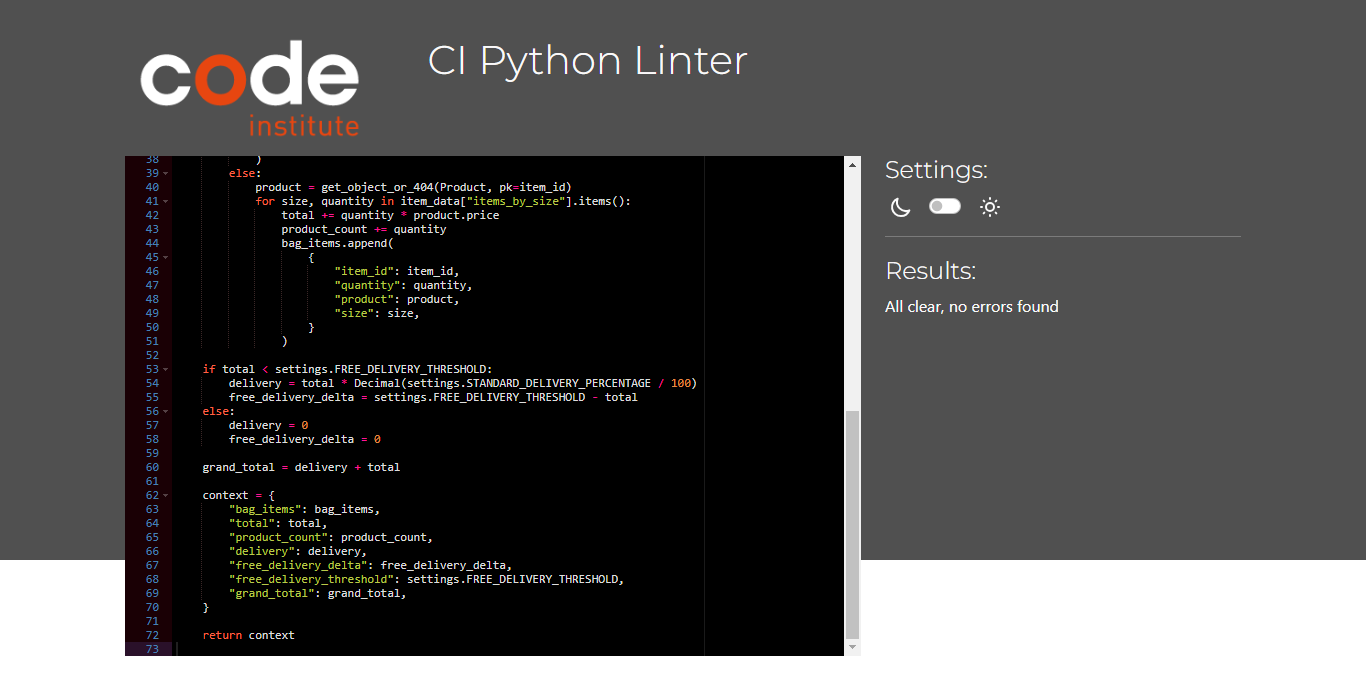 code
institute
CI Python Linter
38 )
39 else:
40 product = get_object_or_404(Product, pk=item_id)
41 for size, quantity in item_data["items_by_size"].items():
42 total += quantity * product.price
43 product_count += quantity
44 bag_items.append(
45 {
46 "item_id": item_id,
47 "quantity": quantity,
48 "product": product,
49 "size": size,
50 }
51 )
52
53 if total < settings.FREE_DELIVERY_THRESHOLD:
54 delivery = total * Decimal(settings.STANDARD_DELIVERY_PERCENTAGE / 100)
55 free_delivery_delta = settings.FREE_DELIVERY_THRESHOLD - total
56 else:
57 delivery = 0
58 free_delivery_delta = 0
59
60 grand_total = delivery + total
61
62 context = {
63 "bag_items": bag_items,
64 "total": total,
65 "product_count": product_count,
66 "delivery": delivery,
67 "free_delivery_delta": free_delivery_delta,
68 "free_delivery_threshold": settings.FREE_DELIVERY_THRESHOLD,
69 "grand_total": grand_total,
70 }
71
72 return context
73
Settings:
Results:
All clear, no errors found